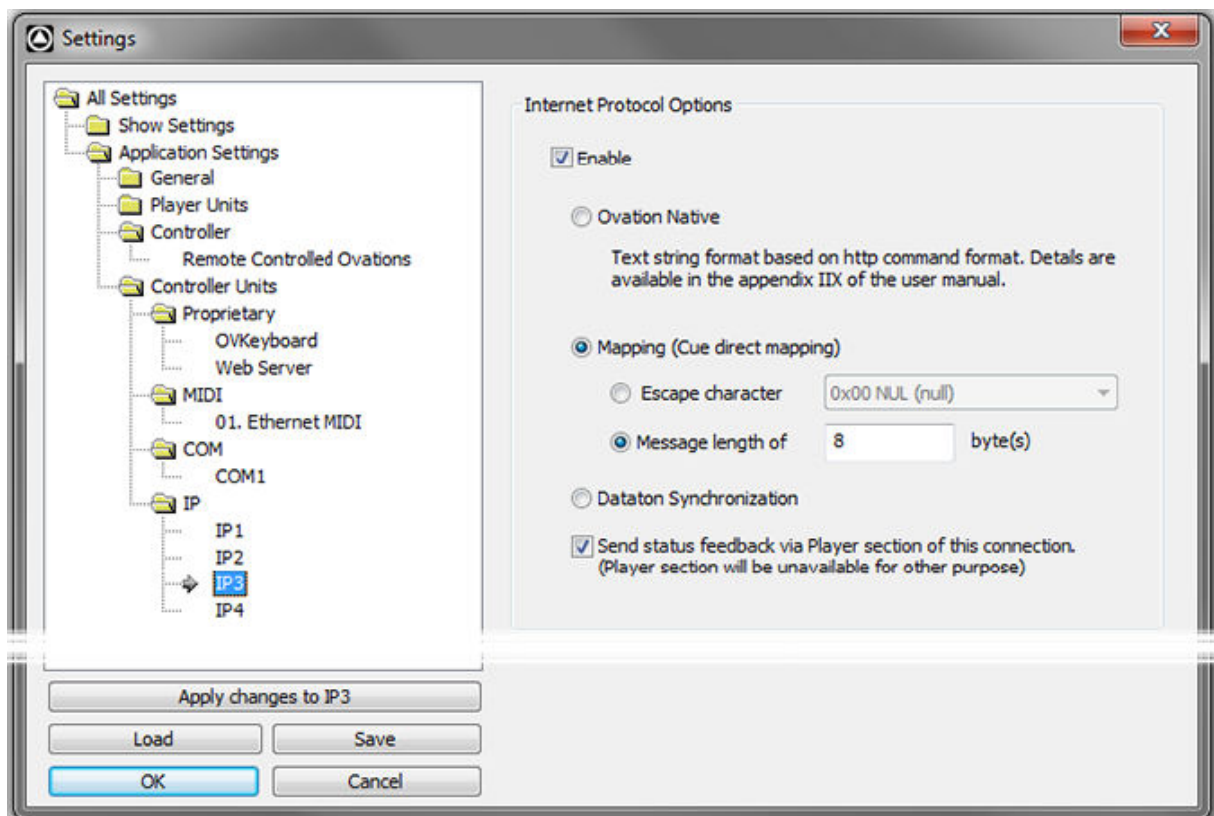 Settings
All Settings
Show Settings
Application Settings
General
Player Units
Controller
Remote Controlled Ovations
Controller Units
Proprietary
OVKeyboard
Web Server
MIDI
01. Ethernet MIDI
COM
COM1
IP
IP1
IP2
IP3
IP4
Apply changes to IP3
Load
Save
OK
Cancel
Internet Protocol Options
Enable
Ovation Native
Text string format based on http command format. Details are
available in the appendix IIX of the user manual.
Mapping (Cue direct mapping)
Escape character 0x00 NUL (null)
Message length of 8 byte(s)
Dataton Synchronization
Send status feedback via Player section of this connection.
(Player section will be unavailable for other purpose)